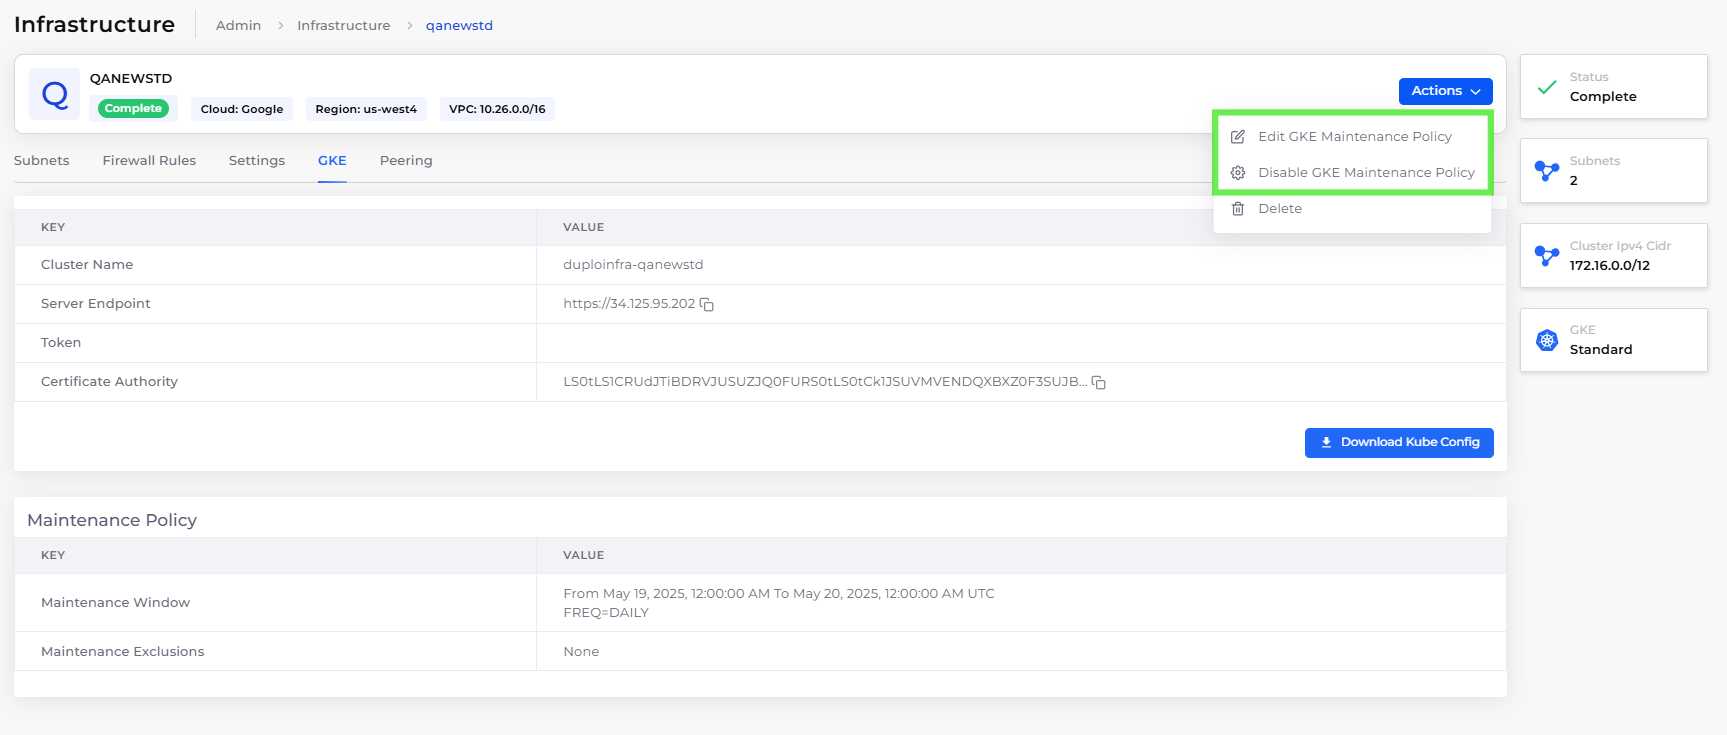 Infrastructure
Admin
Infrastructure
qanewstd
Q
QANEWSTD
Complete
Cloud: Google
Region: us-west4
VPC: 10.26.0.0/16
Actions
Edit GKE Maintenance Policy
Disable GKE Maintenance Policy
Delete
Subnets
Firewall Rules
Settings
GKE
Peering
KEY
VALUE
Cluster Name
duploinfra-qanewstd
Server Endpoint
https://34.125.95.202
Token
Certificate Authority
LS0tLS1CRUdJTiBDRVJUSUZJQ0FURS0tLS0tCk1JSUVMVENDQXBXZ0F3SUJB...
Download Kube Config
Maintenance Policy
KEY
VALUE
Maintenance Window
From May 19, 2025, 12:00:00 AM To May 20, 2025, 12:00:00 AM UTC
FREQ=DAILY
Maintenance Exclusions
None
Status
Complete
Subnets
2
Cluster Ipv4 Cidr
172.16.0.0/12
GKE
Standard